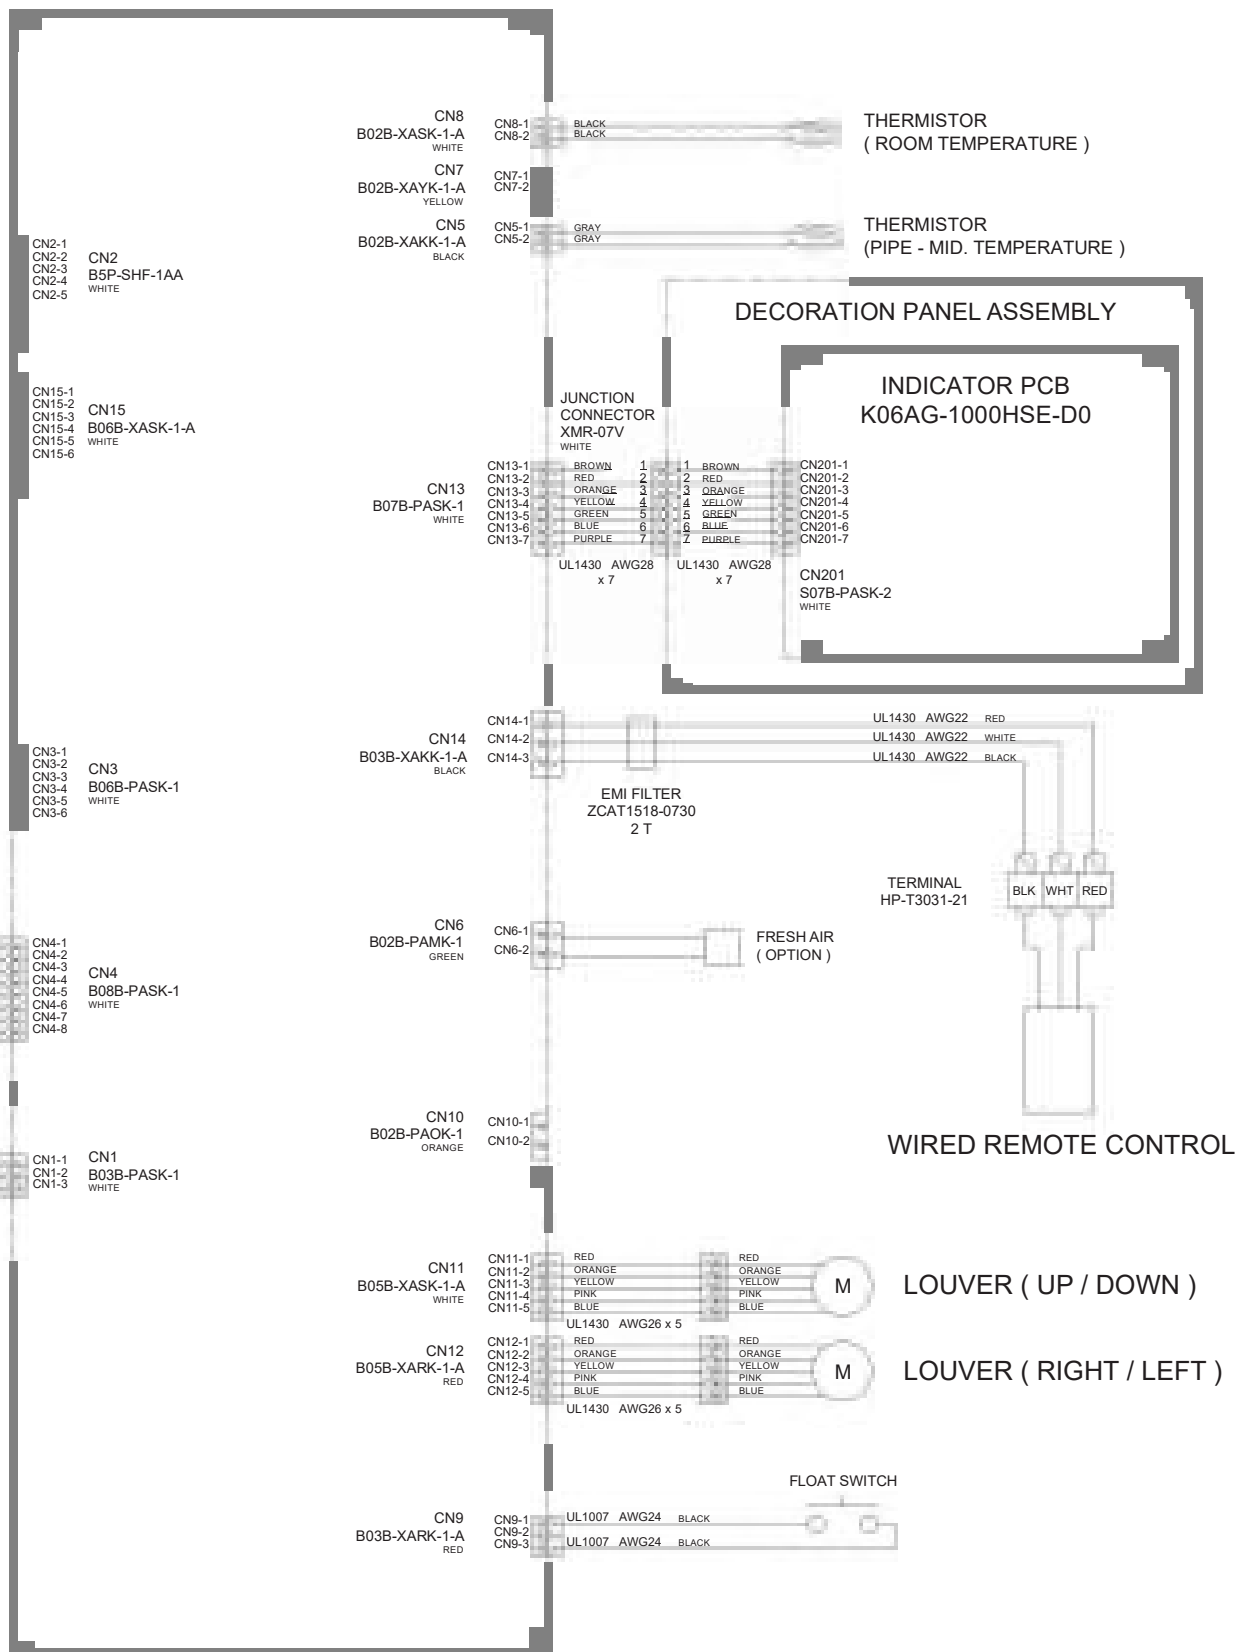 CN8
B02B-XASK-1-A
WHITE
CN8-1
CN8-2
BLACK
BLACK
THERMISTOR
( ROOM TEMPERATURE )
CN7
B02B-XAYK-1-A
YELLOW
CN7-1
CN7-2
CN5
B02B-XAKK-1-A
BLACK
CN5-1
CN5-2
GRAY
GRAY
THERMISTOR
(PIPE - MID. TEMPERATURE )
CN2-1
CN2-2
CN2-3
CN2-4
CN2-5
CN2
B5P-SHF-1AA
WHITE
DECORATION PANEL ASSEMBLY
INDICATOR PCB
K06AG-1000HSE-D0
CN15-1
CN15-2
CN15-3
CN15-4
CN15-5
CN15-6
CN15
B06B-XASK-1-A
WHITE
JUNCTION
CONNECTOR
XMR-07V
WHITE
CN13
B07B-PASK-1
WHITE
CN13-1 BROWN 1 1 BROWN CN201-1
CN13-2 RED 2 2 RED CN201-2
CN13-3 ORANGE 3 3 ORANGE CN201-3
CN13-4 YELLOW 4 4 YELLOW CN201-4
CN13-5 GREEN 5 5 GREEN CN201-5
CN13-6 BLUE 6 6 BLUE CN201-6
CN13-7 PURPLE 7 7 PURPLE CN201-7
UL1430 AWG28
x 7
UL1430 AWG28
x 7
CN201
S07B-PASK-2
WHITE
CN14
B03B-XAKK-1-A
BLACK
CN14-1
CN14-2
CN14-3
UL1430 AWG22 RED
UL1430 AWG22 WHITE
UL1430 AWG22 BLACK
EMI FILTER
ZCAT1518-0730
2 T
CN3-1
CN3-2
CN3-3
CN3-4
CN3-5
CN3-6
CN3
B06B-PASK-1
WHITE
TERMINAL
HP-T3031-21
BLK WHT RED
CN6
B02B-PAMK-1
GREEN
CN6-1
CN6-2
FRESH AIR
( OPTION )
CN4-1
CN4-2
CN4-3
CN4-4
CN4-5
CN4-6
CN4-7
CN4-8
CN4
B08B-PASK-1
WHITE
CN10
B02B-PAOK-1
ORANGE
CN10-1
CN10-2
WIRED REMOTE CONTROL
CN1-1
CN1-2
CN1-3
CN1
B03B-PASK-1
WHITE
CN11
B05B-XASK-1-A
WHITE
CN11-1 RED RED
CN11-2 ORANGE ORANGE
CN11-3 YELLOW YELLOW
CN11-4 PINK PINK
CN11-5 BLUE BLUE
UL1430 AWG26 x 5
M
LOUVER ( UP / DOWN )
CN12
B05B-XARK-1-A
RED
CN12-1 RED RED
CN12-2 ORANGE ORANGE
CN12-3 YELLOW YELLOW
CN12-4 PINK PINK
CN12-5 BLUE BLUE
UL1430 AWG26 x 5
M
LOUVER ( RIGHT / LEFT )
FLOAT SWITCH
CN9
B03B-XARK-1-A
RED
CN9-1
CN9-2
CN9-3
UL1007 AWG24 BLACK
UL1007 AWG24 BLACK